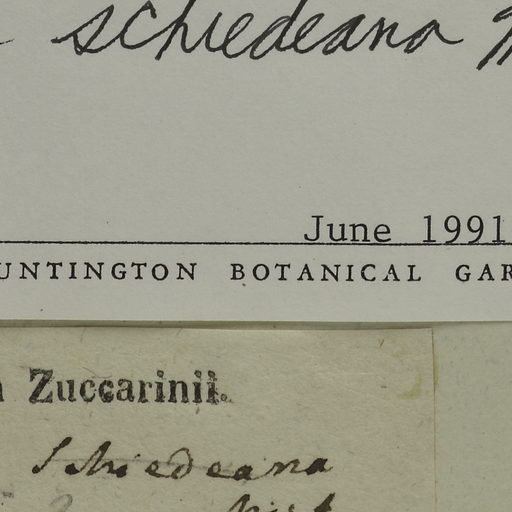 schiedeana
June 1991
UNTINGTON BOTANICAL GAR
Zuccarinii.
Schiedeana